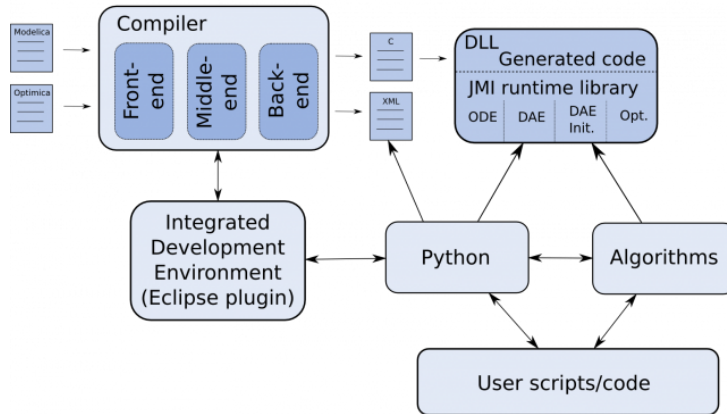 Compiler
Modelica
Optimica
Front-
end
Middle-
end
Back-
end
C
XML
DLL
Generated code
JMI runtime library
ODE
DAE
DAE
Init.
Opt.
Integrated
Development
Environment
(Eclipse plugin)
Python
Algorithms
User scripts/code